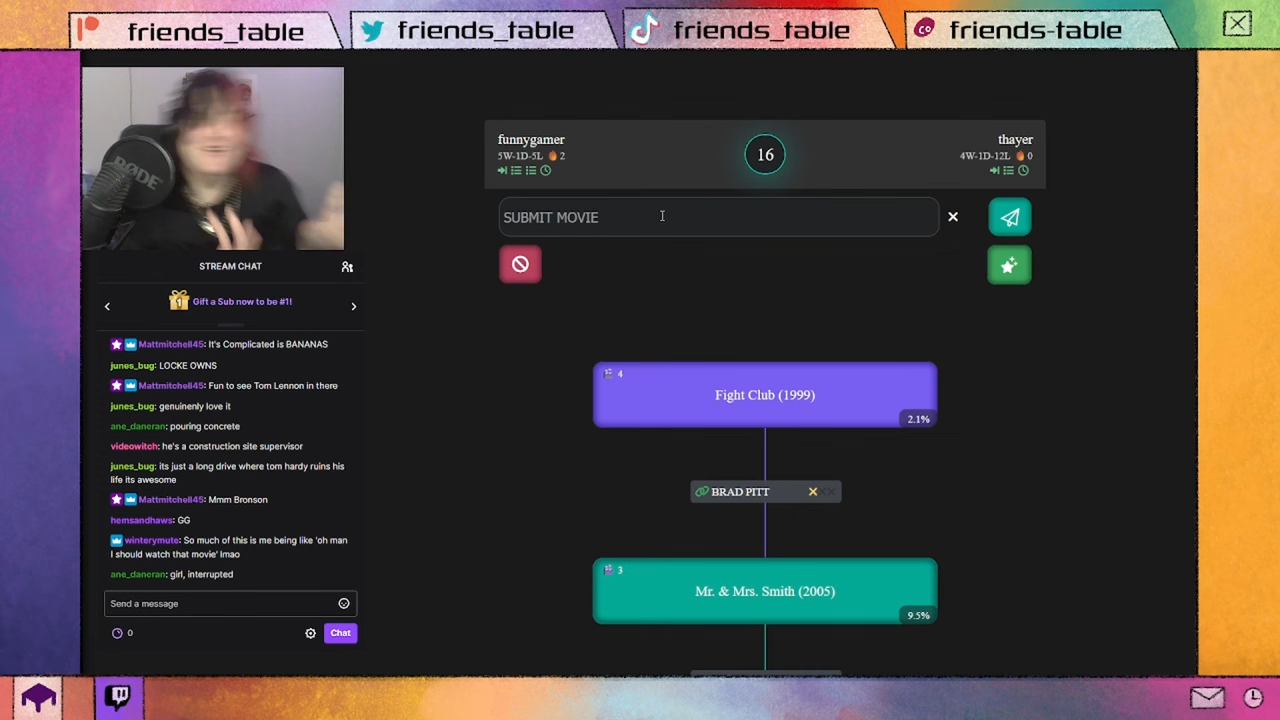 friends_table
friends_table
friends_table
friends-table
RØDE
STREAM CHAT
1
Gift a Sub now to be #1!
Mattmitchell45: It's Complicated is BANANAS
junes_bug: LOCKE OWNS
Mattmitchell45: Fun to see Tom Lennon in there
junes_bug: genuinenly love it
ane_daneran: pouring concrete
videowitch: he's a construction site supervisor
junes_bug: its just a long drive where tom hardy ruins his
life its awesome
Mattmitchell45: Mmm Bronson
hemsandhaws: GG
winterymute: So much of this is me being like 'oh man
I should watch that movie' lmao
ane_daneran: girl, interrupted
Send a message
0
Chat
funnygamer
5W-1D-5L 2
16
thayer
4W-1D-12L 0
SUBMIT MOVIE
4
Fight Club (1999)
2.1%
BRAD PITT
3
Mr. & Mrs. Smith (2005)
9.5%